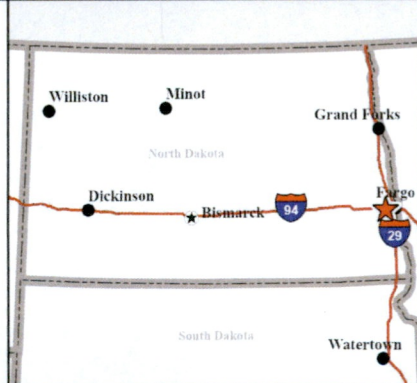 Williston
Minot
Grand Forks
North Dakota
Dickinson
Bismarck
94
Fargo
29
South Dakota
Watertown